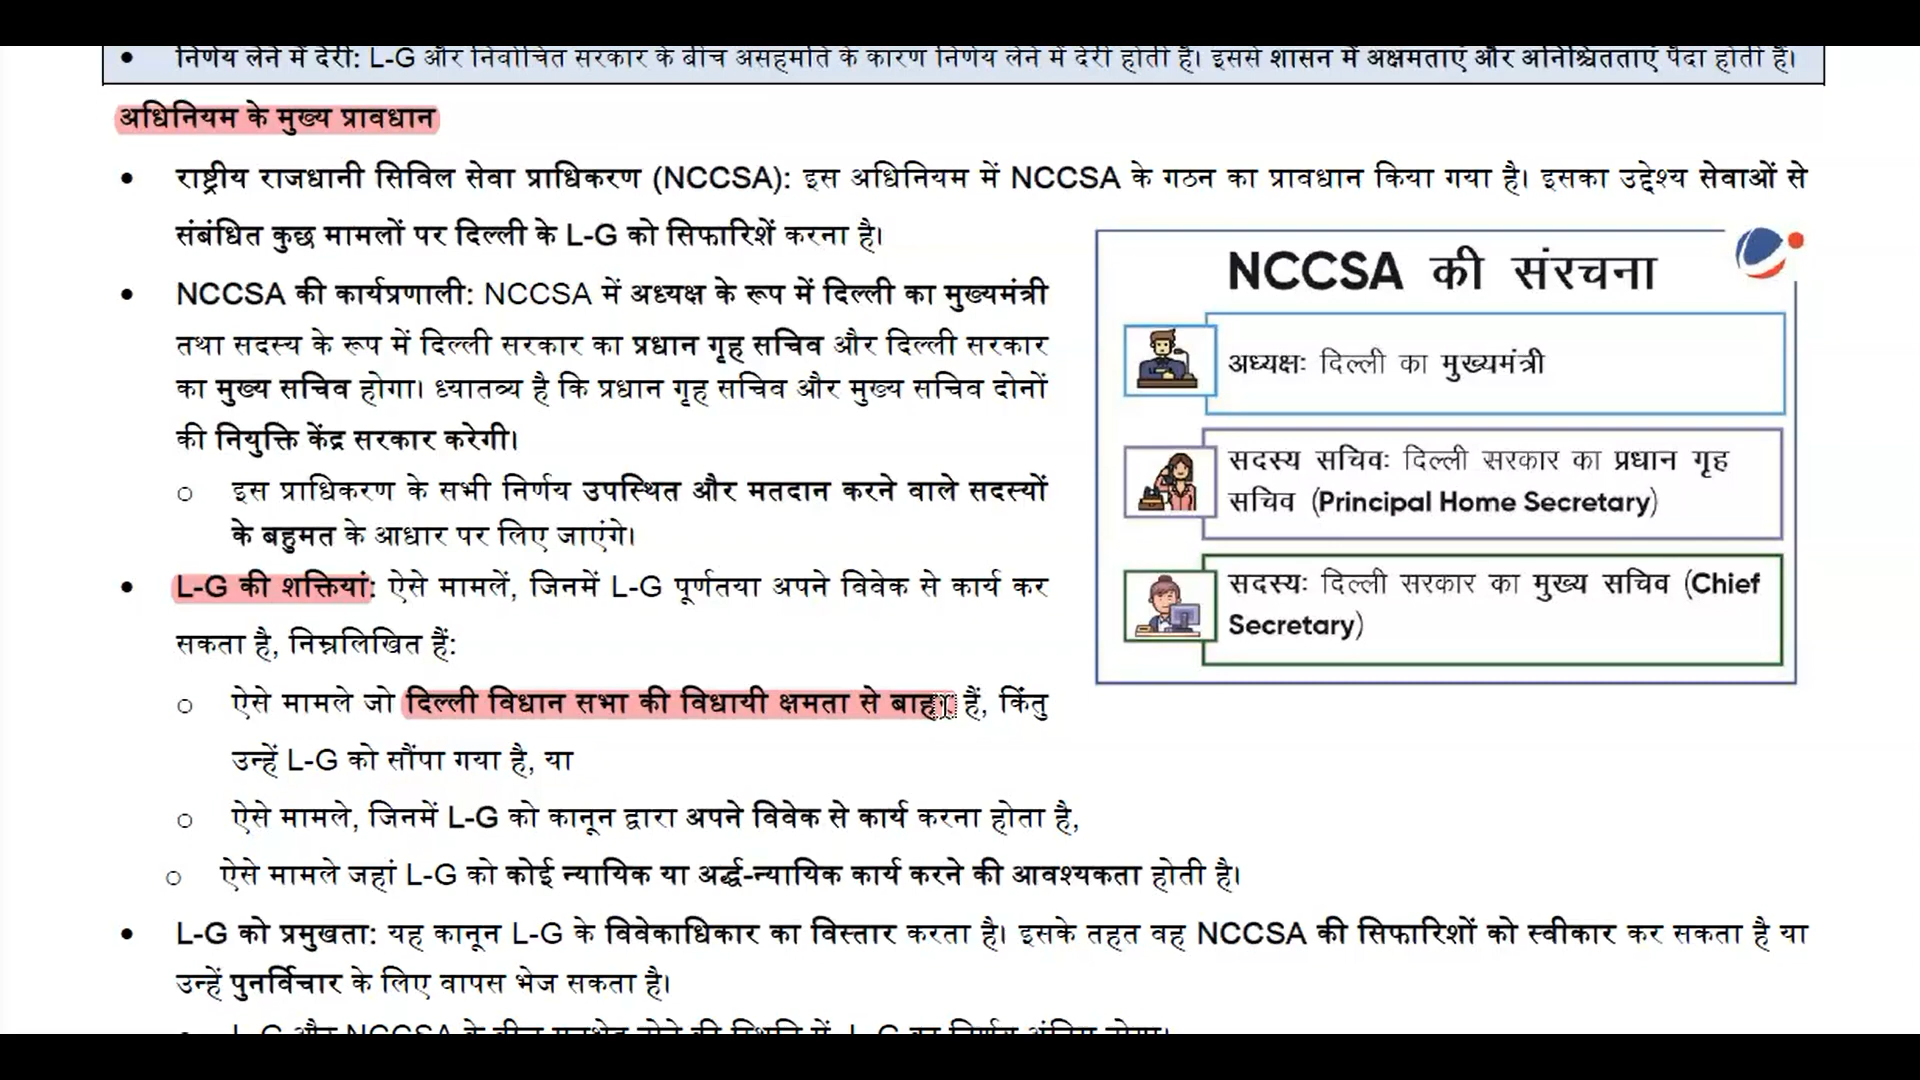 निर्णय लेने में देरी: L-G और निर्वाचित सरकार के बीच असहमति के कारण निर्णय लेने में देरी होती है। इससे शासन में अक्षमताएं और अनिश्चितताएं पैदा होती हैं।
अधिनियम के मुख्य प्रावधान
राष्ट्रीय राजधानी सिविल सेवा प्राधिकरण (NCCSA): इस अधिनियम में NCCSA के गठन का प्रावधान किया गया है। इसका उद्देश्य सेवाओं से
संबंधित कुछ मामलों पर दिल्ली के L-G को सिफारिशें करना है।
NCCSA की कार्यप्रणाली: NCCSA में अध्यक्ष के रूप में दिल्ली का मुख्यमंत्री
तथा सदस्य के रूप में दिल्ली सरकार का प्रधान गृह सचिव और दिल्ली सरकार
का मुख्य सचिव होगा। ध्यातव्य है कि प्रधान गृह सचिव और मुख्य सचिव दोनों
की नियुक्ति केंद्र सरकार करेगी।
इस प्राधिकरण के सभी निर्णय उपस्थित और मतदान करने वाले सदस्यों
के बहुमत के आधार पर लिए जाएंगे।
L-G की शक्तियां: ऐसे मामलें, जिनमें L-G पूर्णतया अपने विवेक से कार्य कर
सकता है, निम्नलिखित हैं:
ऐसे मामले जो दिल्ली विधान सभा की विधायी क्षमता से बाहर हैं, किंतु
उन्हें L-G को सौंपा गया है, या
ऐसे मामले, जिनमें L-G को कानून द्वारा अपने विवेक से कार्य करना होता है,
ऐसे मामले जहां L-G को कोई न्यायिक या अर्द्ध-न्यायिक कार्य करने की आवश्यकता होती है।
L-G को प्रमुखता: यह कानून L-G के विवेकाधिकार का विस्तार करता है। इसके तहत वह NCCSA की सिफारिशों को स्वीकार कर सकता है या
उन्हें पुनर्विचार के लिए वापस भेज सकता है।
L-G और NCCSA के बीच मतभेद होने की स्थिति में, L-G का निर्णय अंतिम होगा।
NCCSA की संरचना
अध्यक्षः दिल्ली का मुख्यमंत्री
सदस्य सचिवः दिल्ली सरकार का प्रधान गृह
सचिव (Principal Home Secretary)
सदस्यः दिल्ली सरकार का मुख्य सचिव (Chief
Secretary)